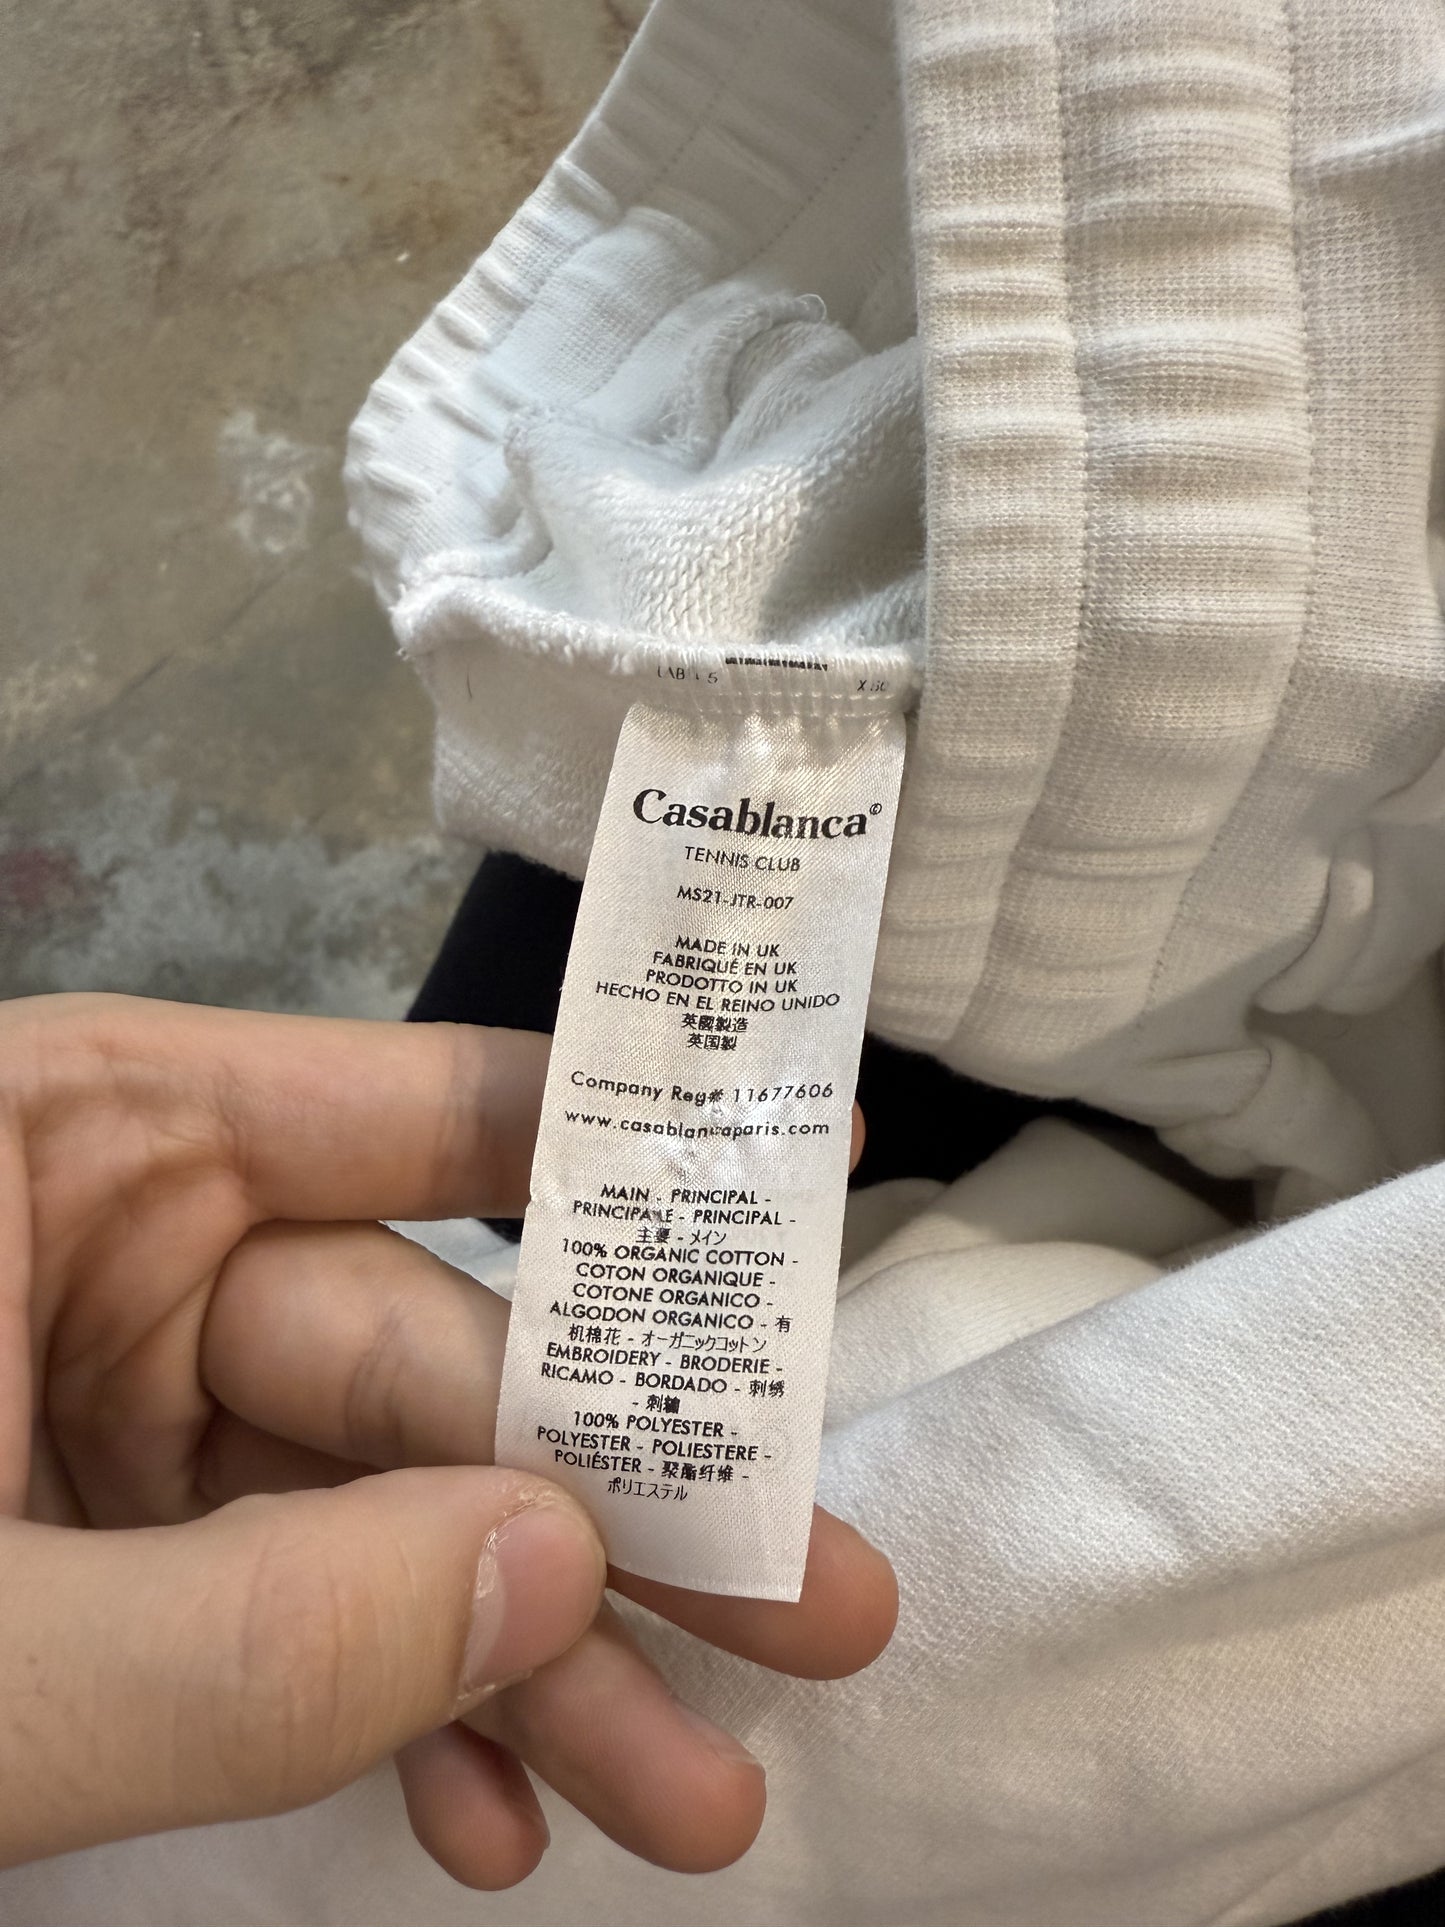 Casablanca©
TENNIS CLUB
MS21-JTR-007
MADE IN UK
FABRIQUÉ EN UK
PRODOTTO IN UK
HECHO EN EL REINO UNIDO
英國製造
英国製
Company Reg# 11677606
www.casablancaparis.com
MAIN - PRINCIPAL -
PRINCIPALE - PRINCIPAL -
主要 - メイン
100% ORGANIC COTTON -
COTON ORGANIQUE -
COTONE ORGANICO -
ALGODON ORGANICO - 有
机棉花 - オーガニックコットン
EMBROIDERY - BRODERIE -
RICAMO - BORDADO - 刺绣
- 刺繍
100% POLYESTER -
POLYESTER - POLIESTERE -
POLIÉSTER - 聚酯纤维 -
ポリエステル